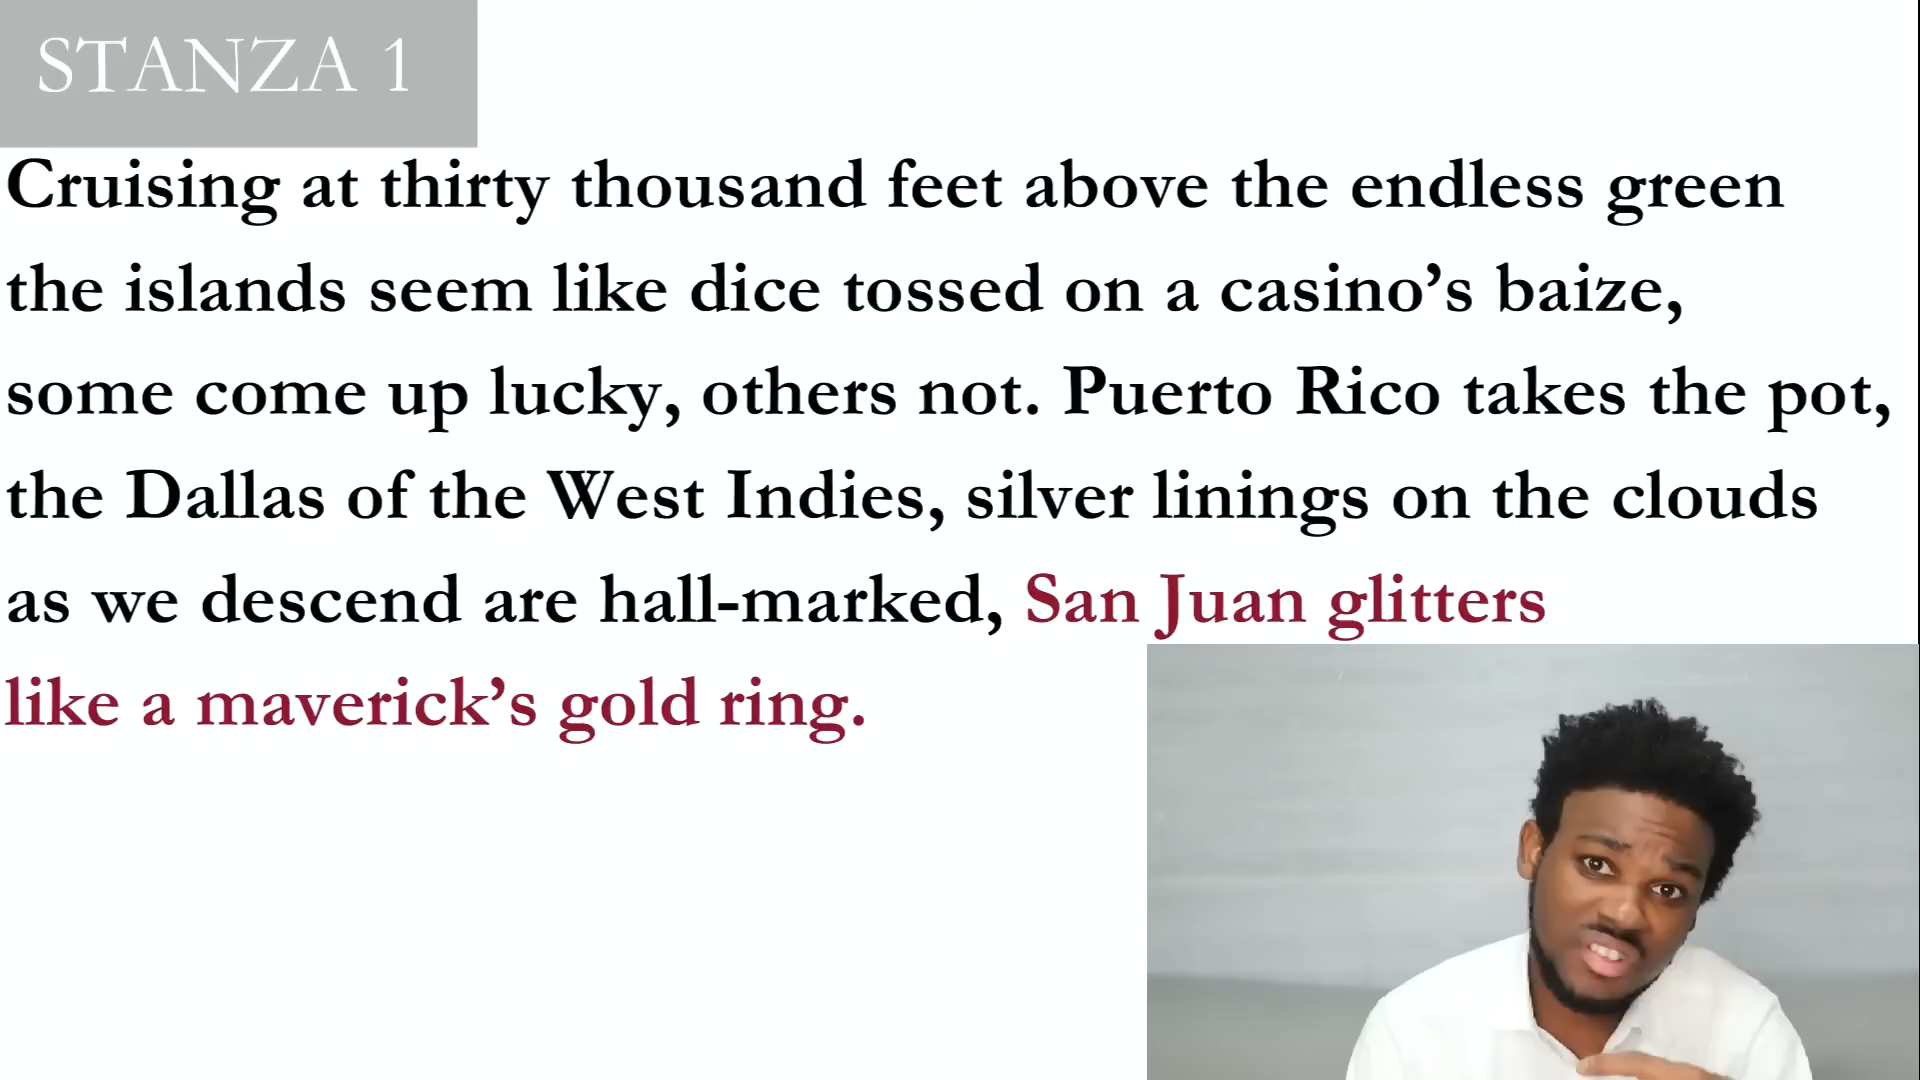 STANZA 1
Cruising at thirty thousand feet above the endless green
the islands seem like dice tossed on a casino’s baize,
some come up lucky, others not. Puerto Rico takes the pot,
the Dallas of the West Indies, silver linings on the clouds
as we descend are hall-marked, San Juan glitters
like a maverick’s gold ring.